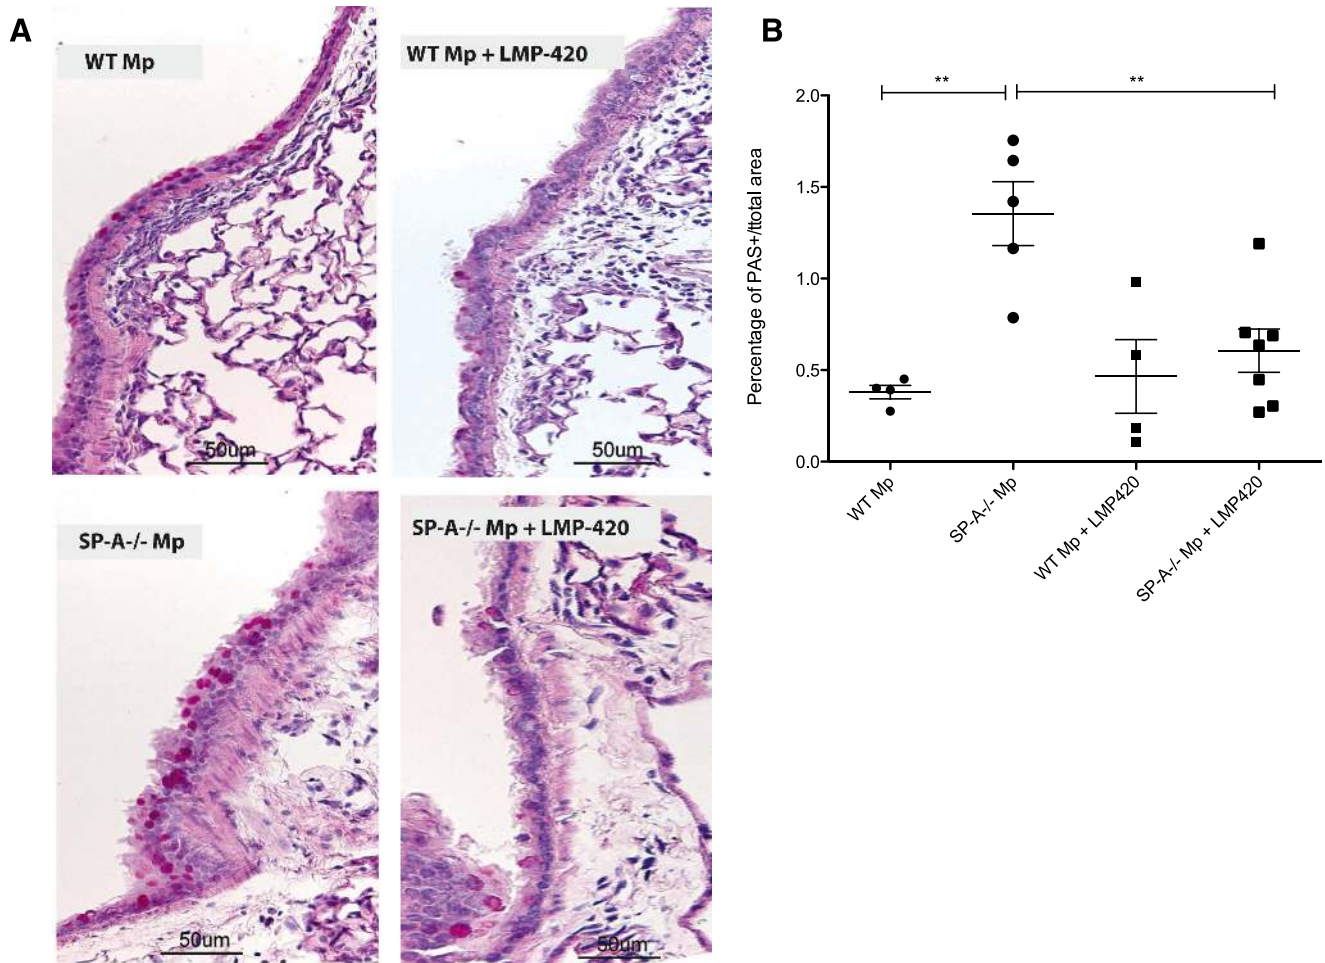 A
WT Mp
WT Mp + LMP-420
50um
50um
SP-A-/- Mp
SP-A-/- Mp + LMP-420
50um
50um
B
**
**
2.0
1.5
1.0
0.5
0.0
Percentage of PAS+/ttotal area
WT Mp
SP-A-/- Mp
WT Mp + LMP420
SP-A-/- Mp + LMP420